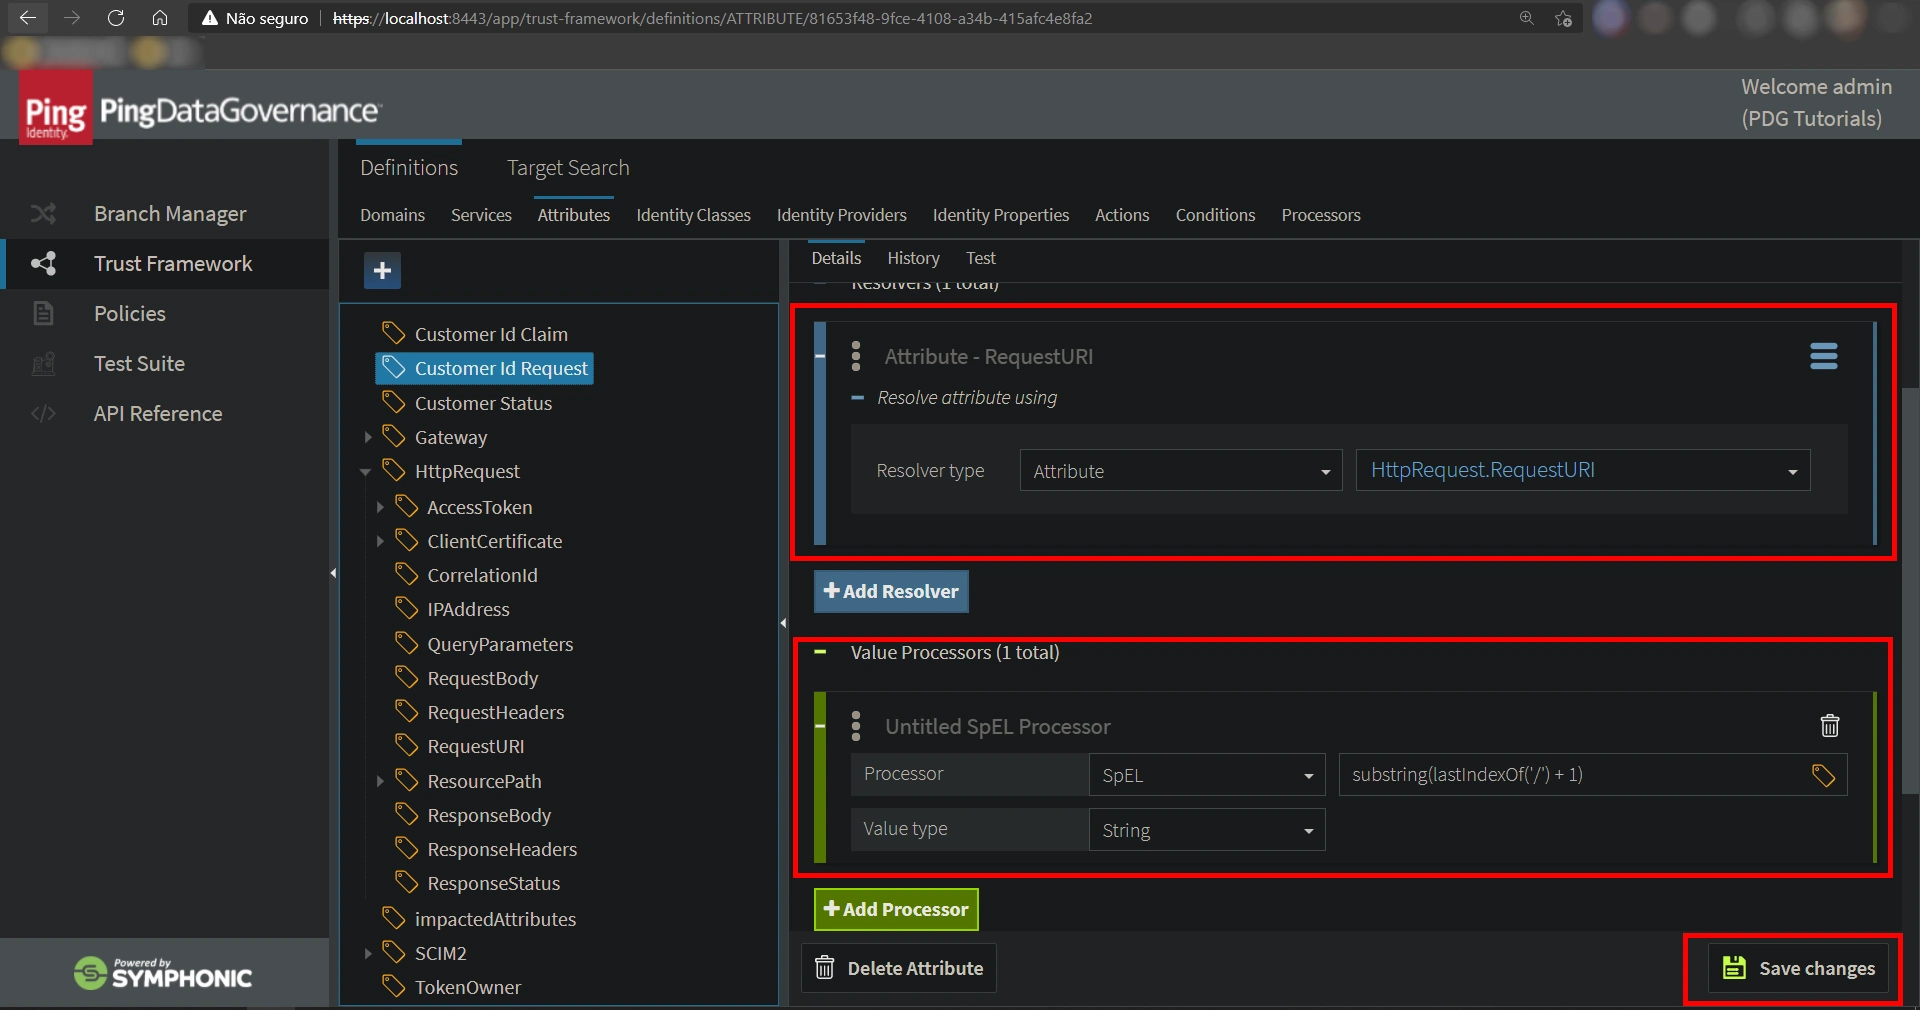 Não seguro
https://localhost:8443/app/trust-framework/definitions/ATTRIBUTE/81653f48-9fce-4108-a34b-415afc4e8fa2
Ping
Identity.
PingDataGovernance
Welcome admin
(PDG Tutorials)
Branch Manager
Trust Framework
Policies
Test Suite
API Reference
Powered by
SYMPHONIC
Definitions
Target Search
Domains
Services
Attributes
Identity Classes
Identity Providers
Identity Properties
Actions
Conditions
Processors
Customer Id Claim
Customer Id Request
Customer Status
Gateway
HttpRequest
AccessToken
ClientCertificate
CorrelationId
IPAddress
QueryParameters
RequestBody
RequestHeaders
RequestURI
ResourcePath
ResponseBody
ResponseHeaders
ResponseStatus
impactedAttributes
SCIM2
TokenOwner
Details
History
Test
Resolvers (1 total)
Attribute - RequestURI
Resolve attribute using
Resolver type
Attribute
HttpRequest.RequestURI
+ Add Resolver
Value Processors (1 total)
Untitled SpEL Processor
Processor
SpEL
substring(lastIndexOf('/') + 1)
Value type
String
+ Add Processor
Delete Attribute
Save changes